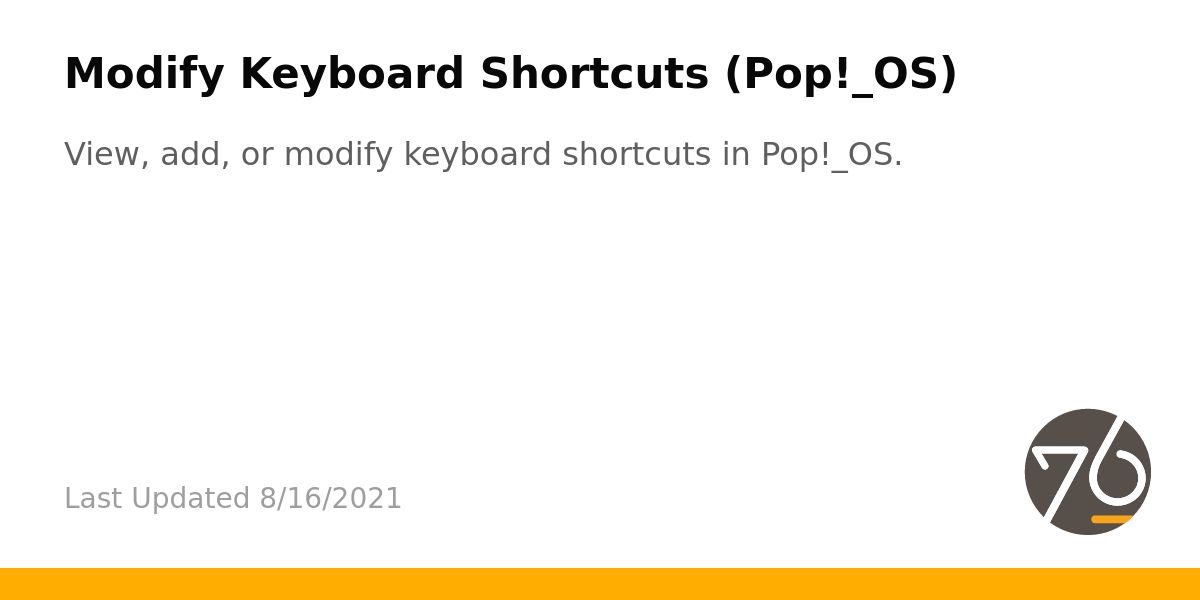 Modify Keyboard Shortcuts (Pop!_OS)
View, add, or modify keyboard shortcuts in Pop!_OS.
Last Updated 8/16/2021
76